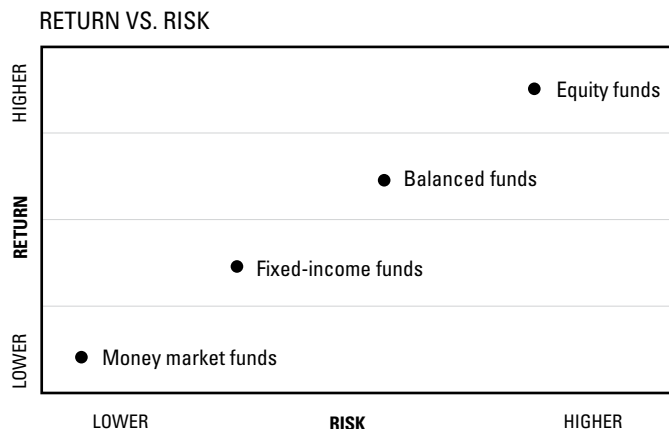 RETURN VS. RISK
HIGHER
Equity funds
Balanced funds
RETURN
Fixed-income funds
LOWER
Money market funds
LOWER
RISK
HIGHER